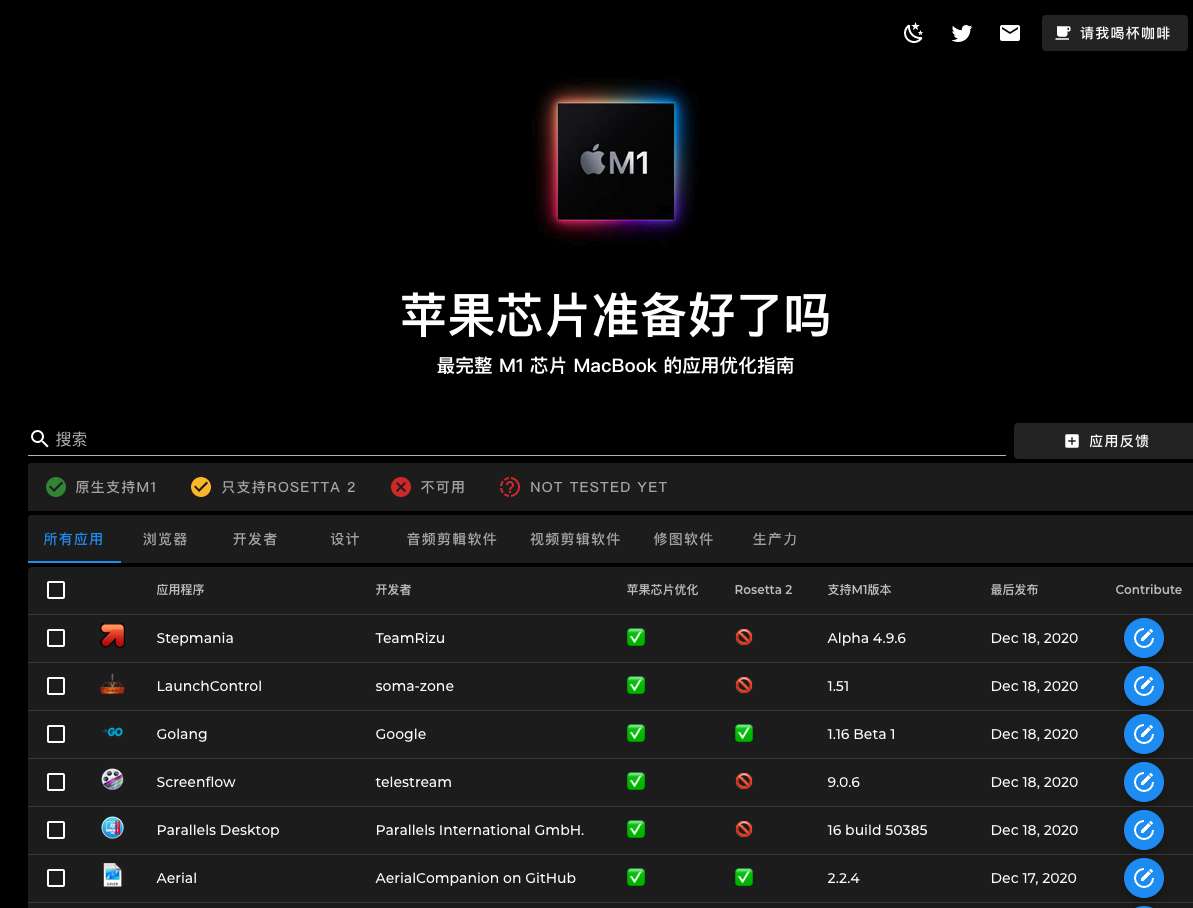 请我喝杯咖啡
M1
苹果芯片准备好了吗
最完整 M1 芯片 MacBook 的应用优化指南
搜索
应用反馈
原生支持M1 只支持ROSETTA 2 不可用 NOT TESTED YET
所有应用 浏览器 开发者 设计 音频剪輯软件 视频剪辑软件 修图软件 生产力
应用程序 开发者 苹果芯片优化 Rosetta 2 支持M1版本 最后发布 Contribute
Stepmania TeamRizu ✅ 🚫 Alpha 4.9.6 Dec 18, 2020
LaunchControl soma-zone ✅ 🚫 1.51 Dec 18, 2020
GO Golang Google ✅ ✅ 1.16 Beta 1 Dec 18, 2020
Screenflow telestream ✅ 🚫 9.0.6 Dec 18, 2020
Parallels Desktop Parallels International GmbH. ✅ 🚫 16 build 50385 Dec 18, 2020
Aerial AerialCompanion on GitHub ✅ ✅ 2.2.4 Dec 17, 2020